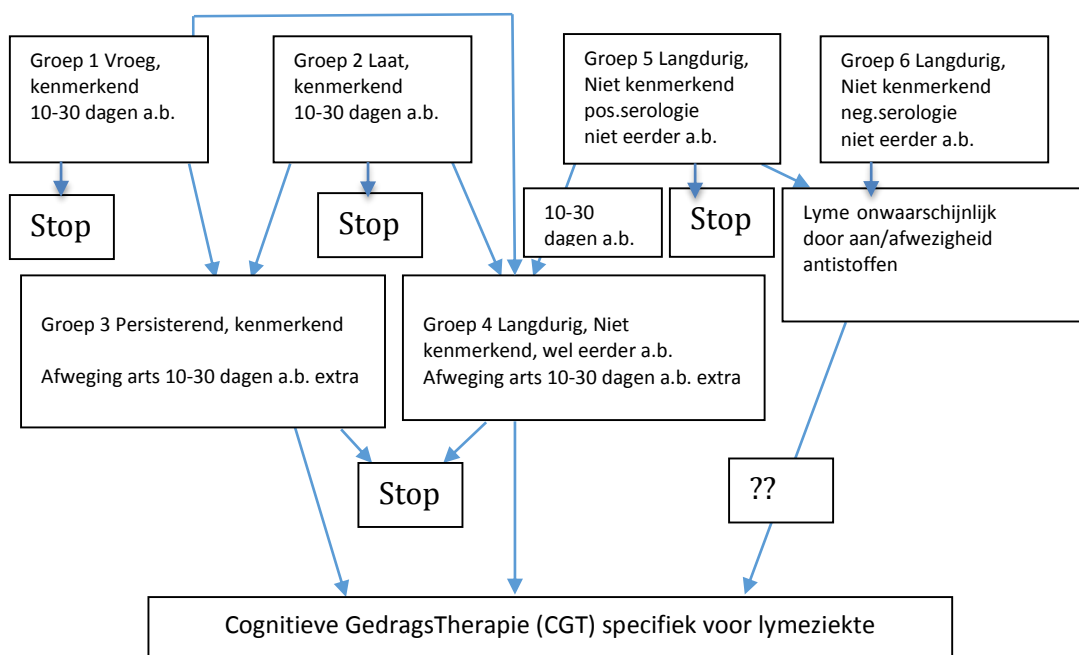 Groep 1 Vroeg,
kenmerkend
10-30 dagen a.b.
Groep 2 Laat,
kenmerkend
10-30 dagen a.b.
Groep 5 Langdurig,
Niet kenmerkend
pos.serologie
niet eerder a.b.
Groep 6 Langdurig,
Niet kenmerkend
neg.serologie
niet eerder a.b.
Stop
Stop
10-30
dagen a.b.
Stop
Lyme onwaarschijnlijk
door aan/afwezigheid
antistoffen
Groep 3 Persisterend, kenmerkend
Afweging arts 10-30 dagen a.b. extra
Groep 4 Langdurig, Niet
kenmerkend, wel eerder a.b.
Afweging arts 10-30 dagen a.b. extra
Stop
??
Cognitieve GedragsTherapie (CGT) specifiek voor lymeziekte